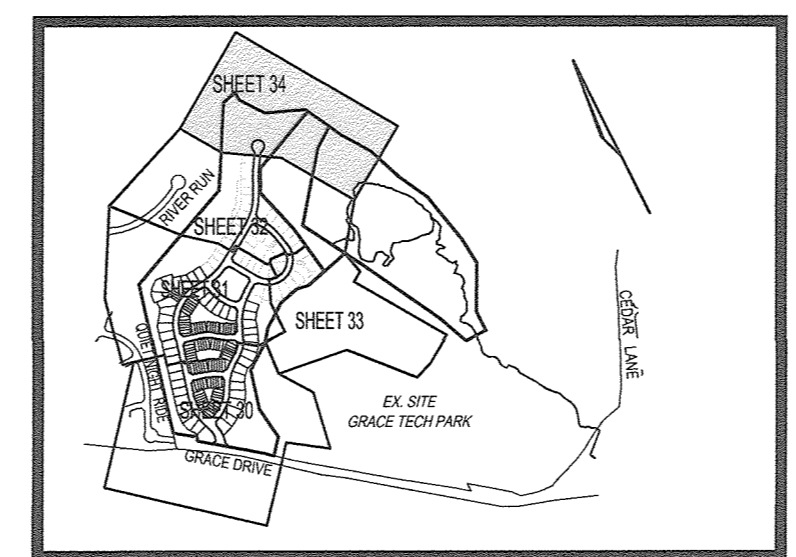 SHEET 34
RIVER RUN
SHEET 32
SHEET 31
SHEET 33
CEDAR LANE
QUIET NIGHT RIDE
EX. SITE
GRACE TECH PARK
SHEET 30
GRACE DRIVE